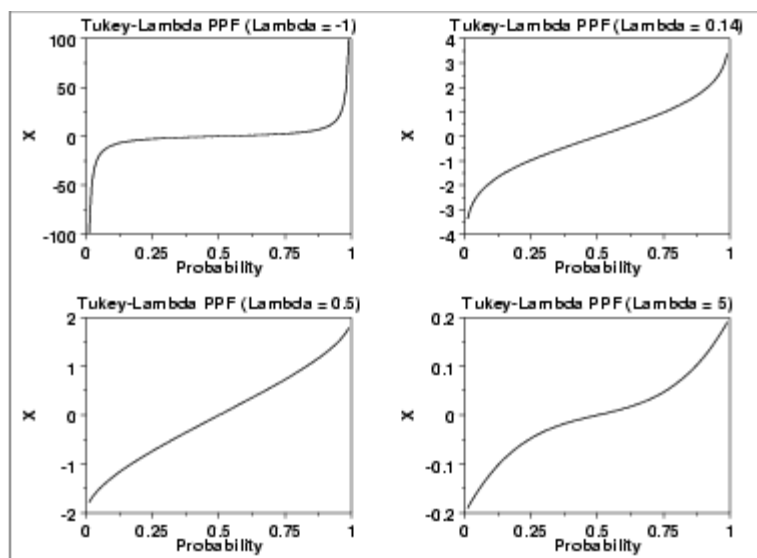 Tukey-Lambda PPF (Lambda = -1)
100
50
0
-50
-100
X
0 0.25 0.5 0.75 1
Probability
Tukey-Lambda PPF (Lambda = 0.14)
4
3
2
1
0
-1
-2
-3
-4
X
0 0.25 0.5 0.75 1
Probability
Tukey-Lambda PPF (Lambda = 0.5)
2
1
0
-1
-2
X
0 0.25 0.5 0.75 1
Probability
Tukey-Lambda PPF (Lambda = 5)
0.2
0.1
0
-0.1
-0.2
X
0 0.25 0.5 0.75 1
Probability